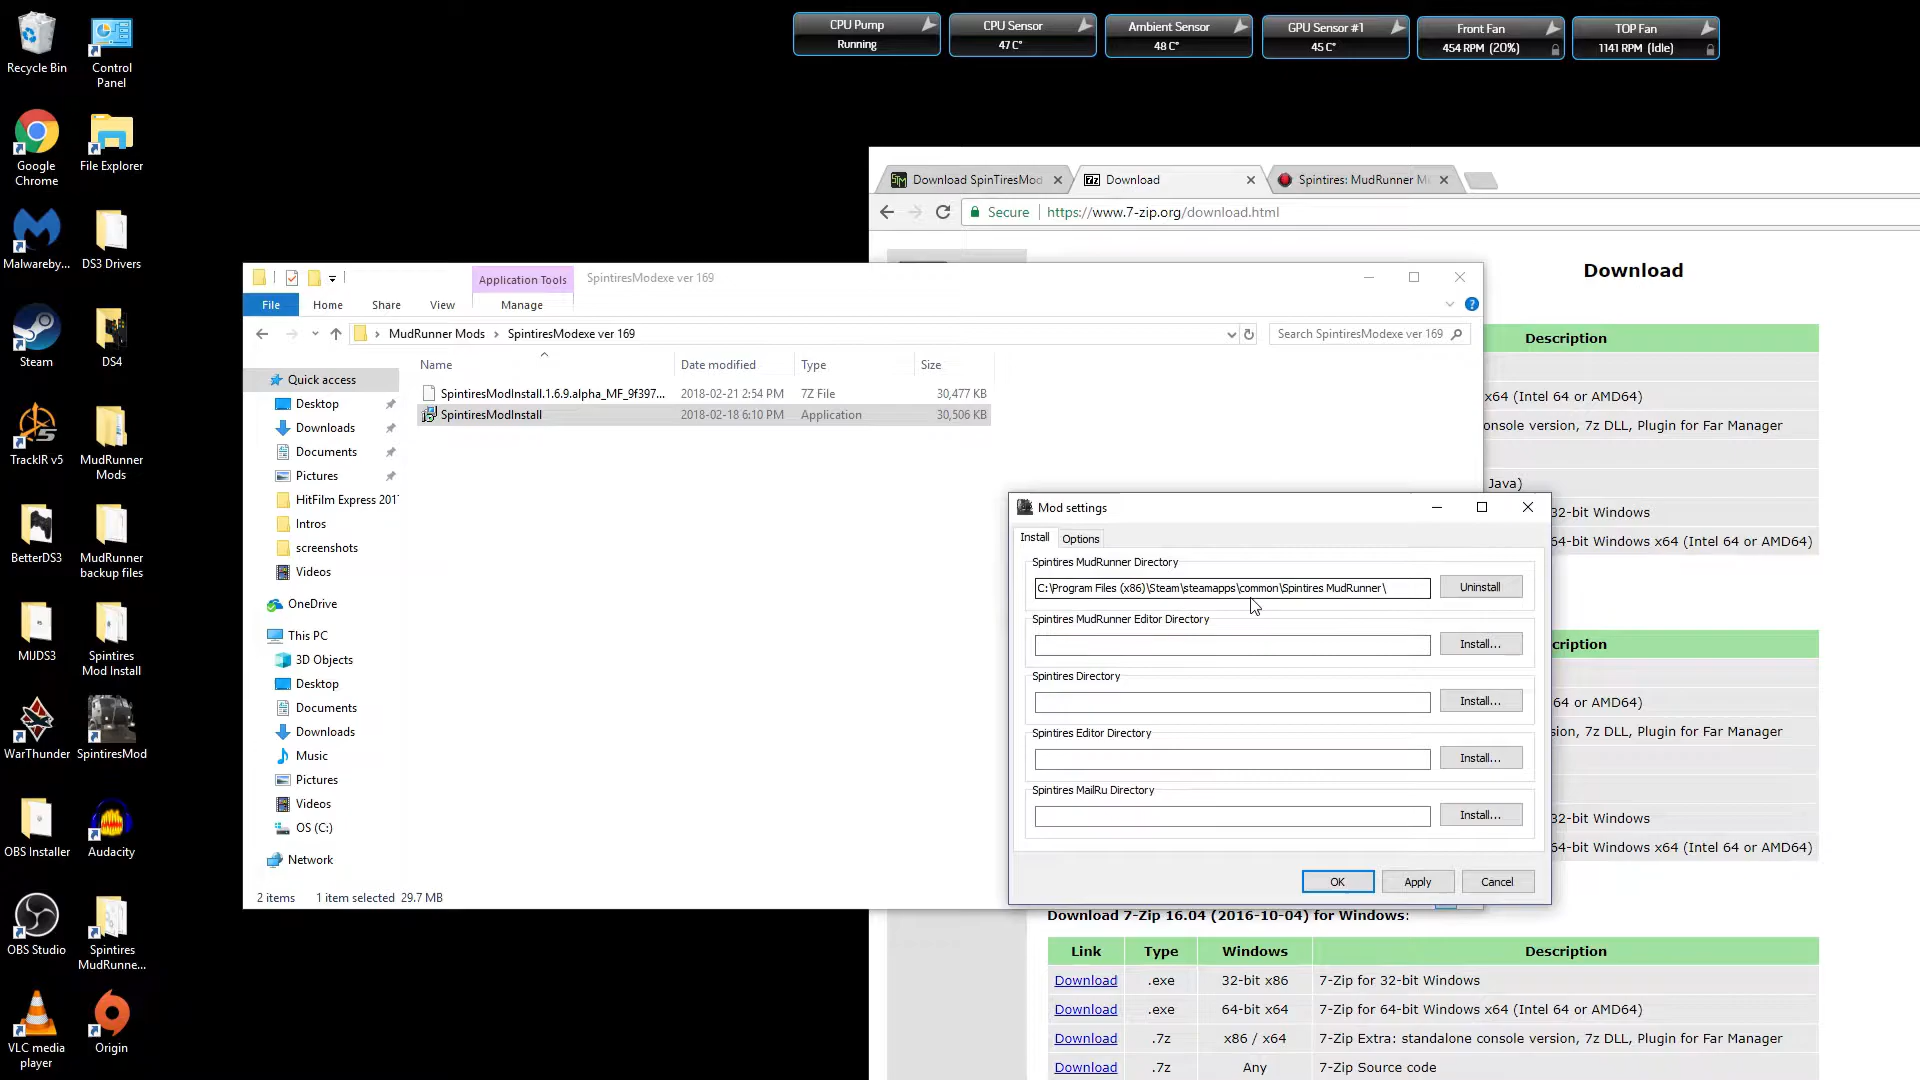 CPU Pump
Running
CPU Sensor
47 C°
Ambient Sensor
48 C°
GPU Sensor #1
45 C°
Front Fan
454 RPM (20%)
TOP Fan
1141 RPM (Idle)
Recycle Bin
Control Panel
Google Chrome
File Explorer
Malwareby...
DS3 Drivers
Steam
DS4
TrackIR v5
MudRunner Mods
BetterDS3
MudRunner backup files
MIJDS3
Spintires Mod Install
WarThunder
SpintiresMod
OBS Installer
Audacity
OBS Studio
Spintires MudRunne...
VLC media player
Origin
Download SpinTiresMod
7z Download
Spintires: MudRunner M
Secure
https://www.7-zip.org/download.html
Download
Description
x64 (Intel 64 or AMD64)
onsole version, 7z DLL, Plugin for Far Manager
Java)
32-bit Windows
64-bit Windows x64 (Intel 64 or AMD64)
cription
64 or AMD64)
sion, 7z DLL, Plugin for Far Manager
32-bit Windows
64-bit Windows x64 (Intel 64 or AMD64)
Application Tools
SpintiresModexe ver 169
File
Home
Share
View
Manage
MudRunner Mods > SpintiresModexe ver 169
Search SpintiresModexe ver 169
Name
Date modified
Type
Size
SpintiresModInstall.1.6.9.alpha_MF_9f397...
2018-02-21 2:54 PM
7Z File
30,477 KB
SpintiresModInstall
2018-02-18 6:10 PM
Application
30,506 KB
Quick access
Desktop
Downloads
Documents
Pictures
HitFilm Express 201
Intros
screenshots
Videos
OneDrive
This PC
3D Objects
Desktop
Documents
Downloads
Music
Pictures
Videos
OS (C:)
Network
2 items
1 item selected 29.7 MB
Mod settings
Install
Options
Spintires MudRunner Directory
C:\Program Files (x86)\Steam\steamapps\common\Spintires MudRunner\
Uninstall
Spintires MudRunner Editor Directory
Install...
Spintires Directory
Install...
Spintires Editor Directory
Install...
Spintires MailRu Directory
Install...
OK
Apply
Cancel
Download 7-Zip 16.04 (2016-10-04) for Windows:
Link
Type
Windows
Description
Download
.exe
32-bit x86
7-Zip for 32-bit Windows
Download
.exe
64-bit x64
7-Zip for 64-bit Windows x64 (Intel 64 or AMD64)
Download
.7z
x86 / x64
7-Zip Extra: standalone console version, 7z DLL, Plugin for Far Manager
Download
.7z
Any
7-Zip Source code